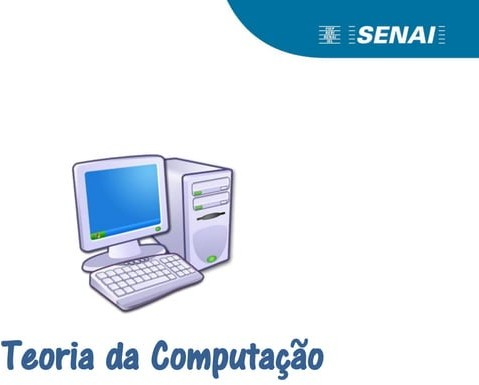 SENAI
Teoria da Computação